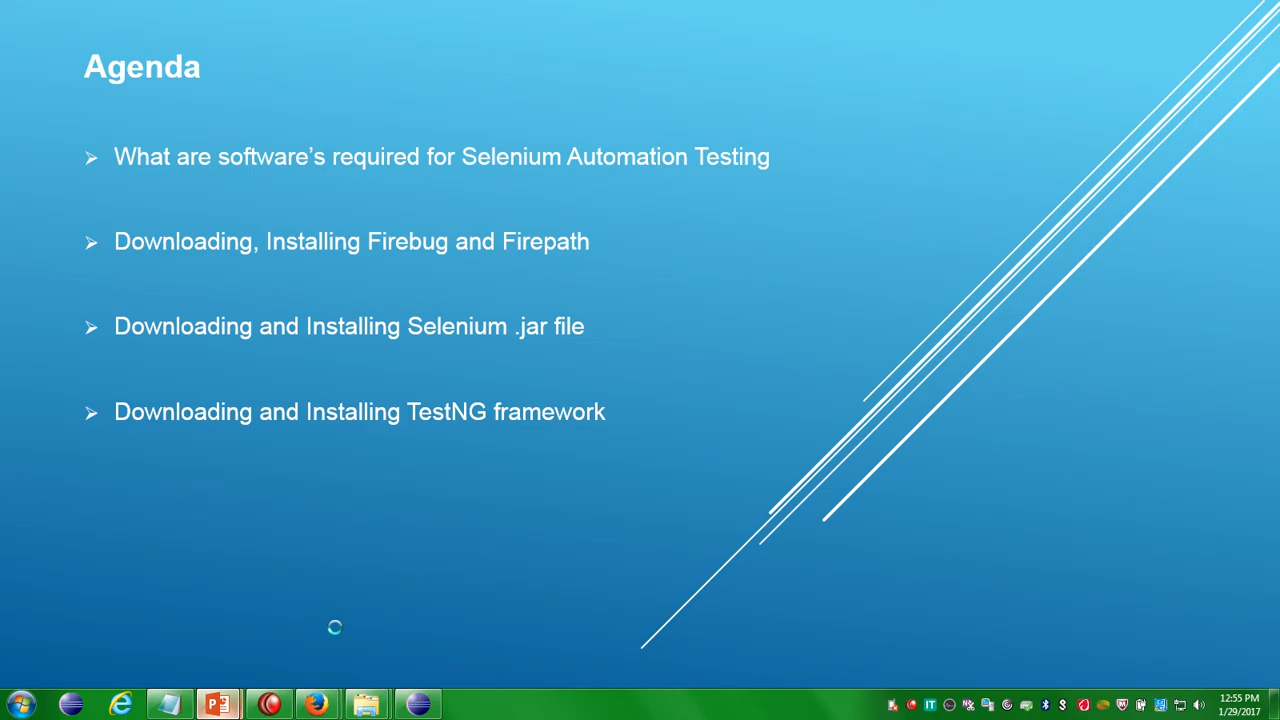 Agenda
What are software's required for Selenium Automation Testing
Downloading, Installing Firebug and Firepath
Downloading and Installing Selenium .jar file
Downloading and Installing TestNG framework
12:55 PM
1/29/2017